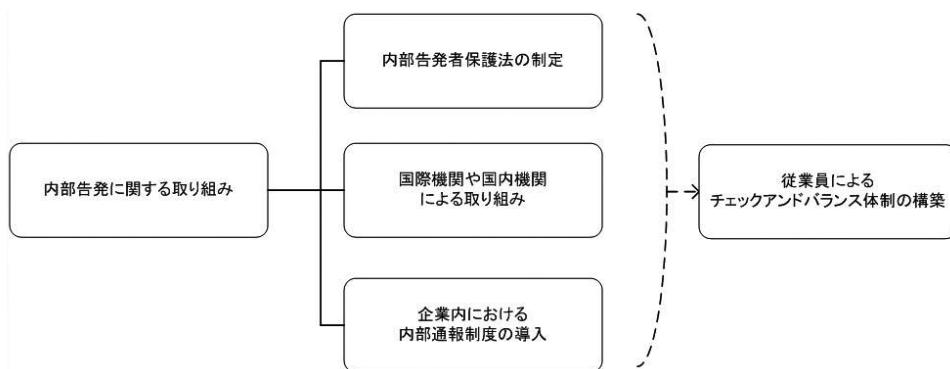 内部告発者保護法の制定
内部告発に関する取り組み
国際機関や国内機関
による取り組み
従業員による
チェックアンドバランス体制の構築
企業内における
内部通報制度の導入